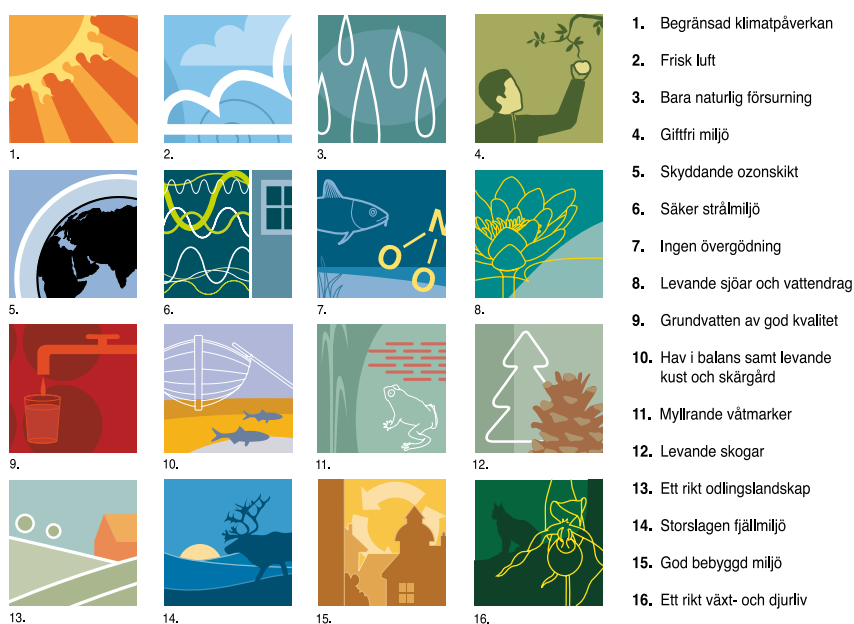 1.
2.
3.
4.
5.
6.
N
O
O
7.
8.
9.
10.
11.
12.
13.
14.
15.
16.
1. Begränsad klimatpåverkan
2. Frisk luft
3. Bara naturlig försurning
4. Giftfri miljö
5. Skyddande ozonskikt
6. Säker strålmiljö
7. Ingen övergödning
8. Levande sjöar och vattendrag
9. Grundvatten av god kvalitet
10. Hav i balans samt levande
kust och skärgård
11. Myllrande våtmarker
12. Levande skogar
13. Ett rikt odlingslandskap
14. Storslagen fjällmiljö
15. God bebyggd miljö
16. Ett rikt växt- och djurliv